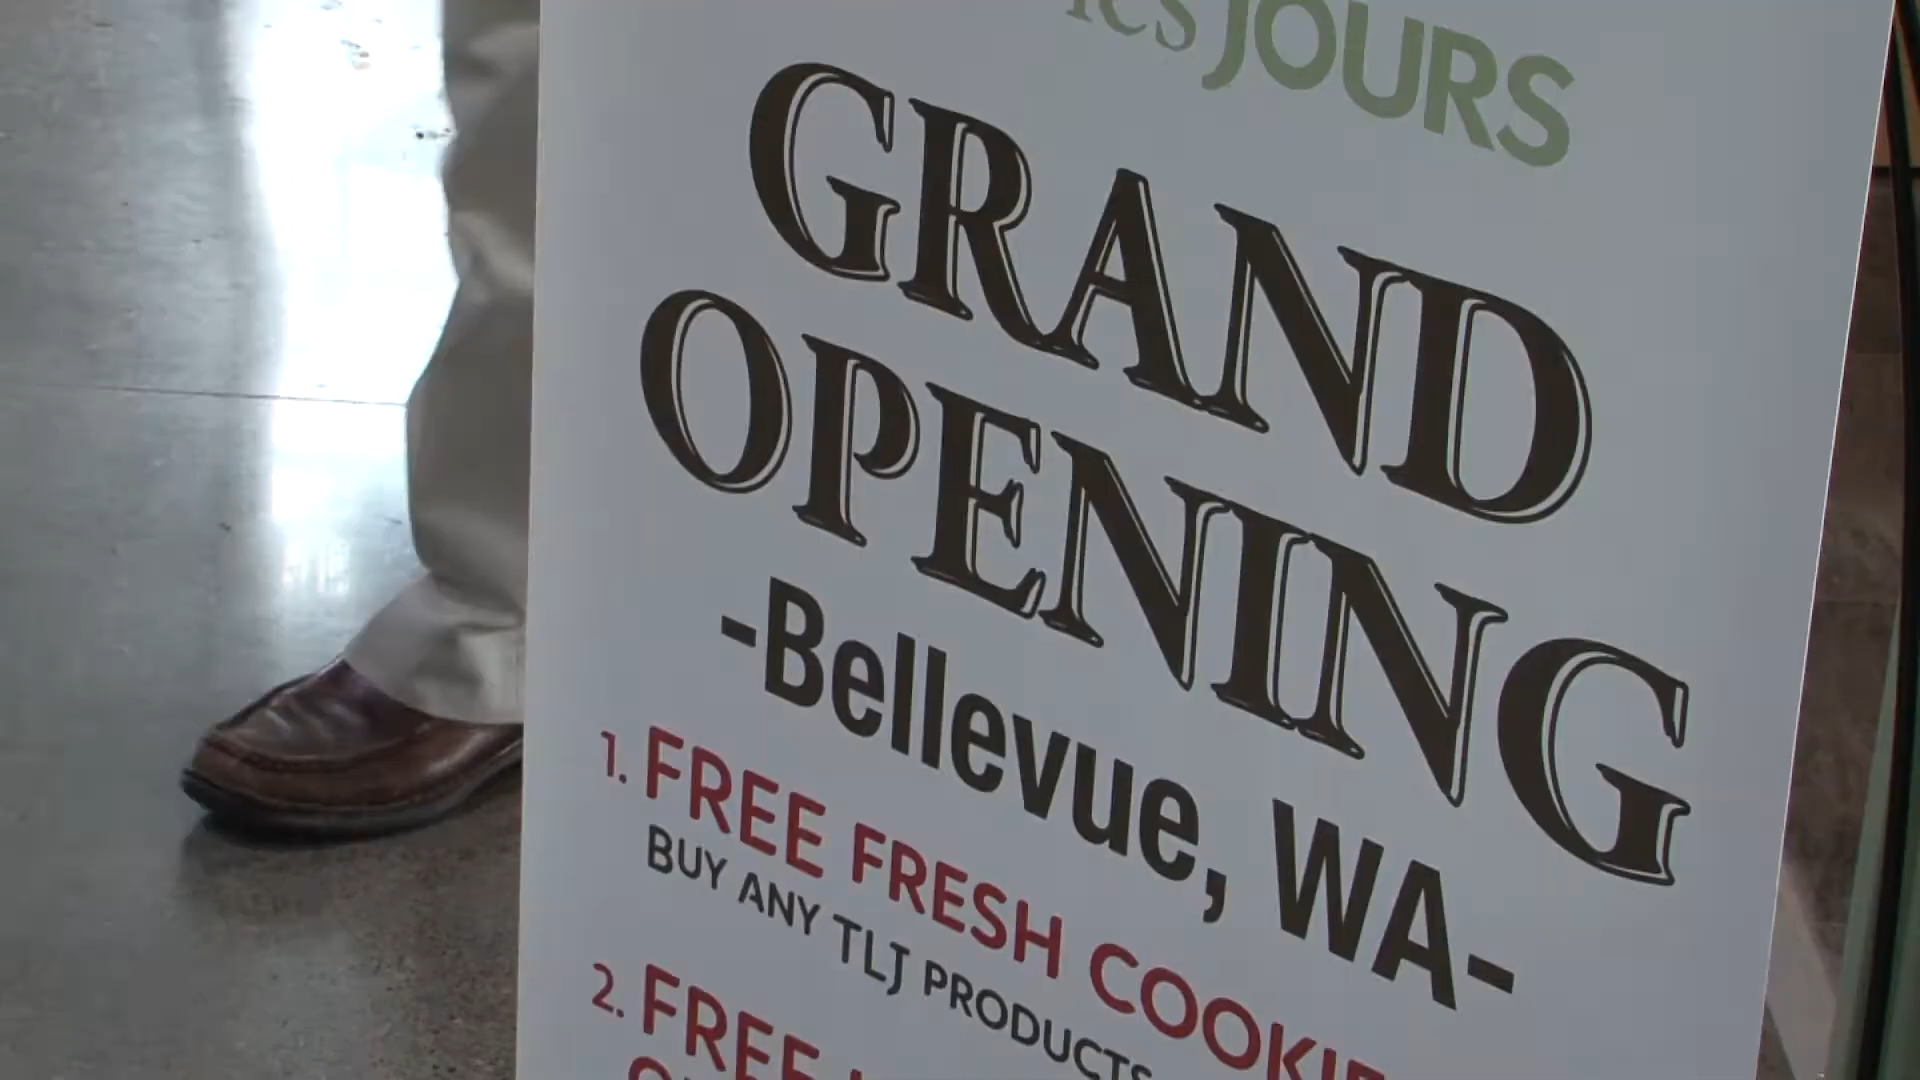 JOURS
GRAND
OPENING
-Bellevue, WA-
1. FREE FRESH COOKIE
BUY ANY TLJ PRODUCTS
2. FREE